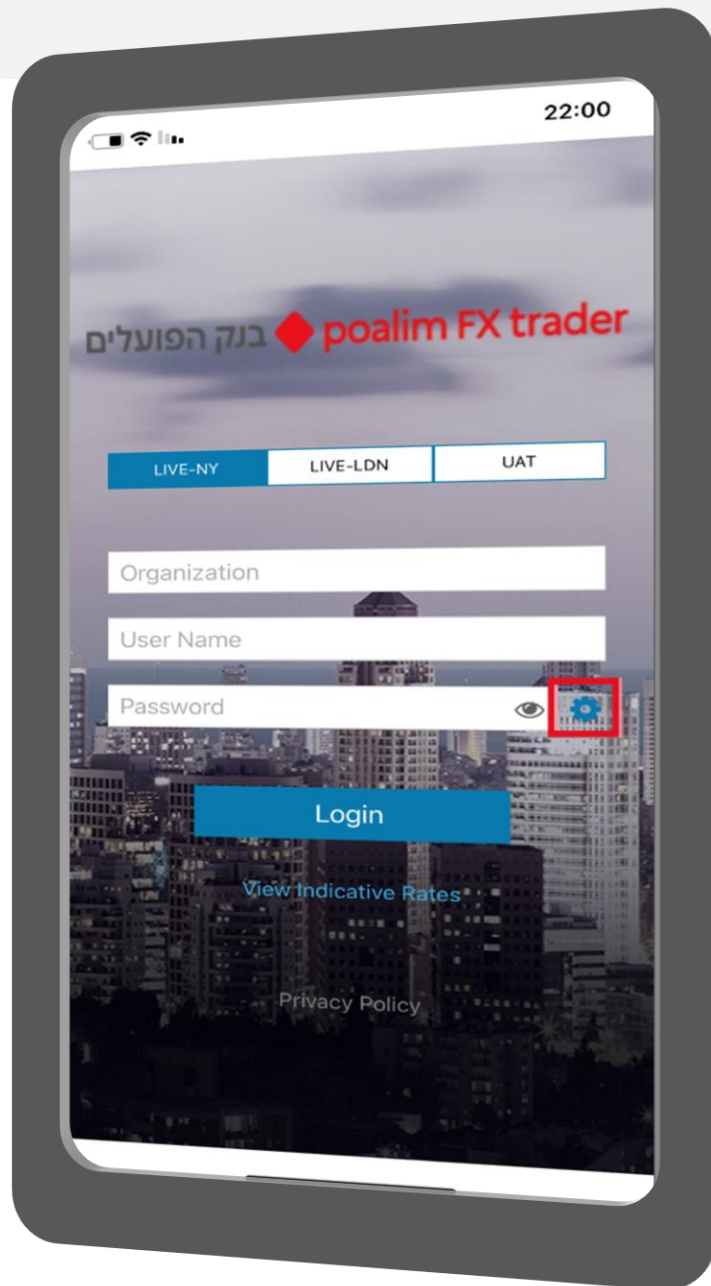 22:00
בנק הפועלים poalim FX trader
LIVE-NY LIVE-LDN UAT
Organization
User Name
Password
Login
View Indicative Rates
Privacy Policy